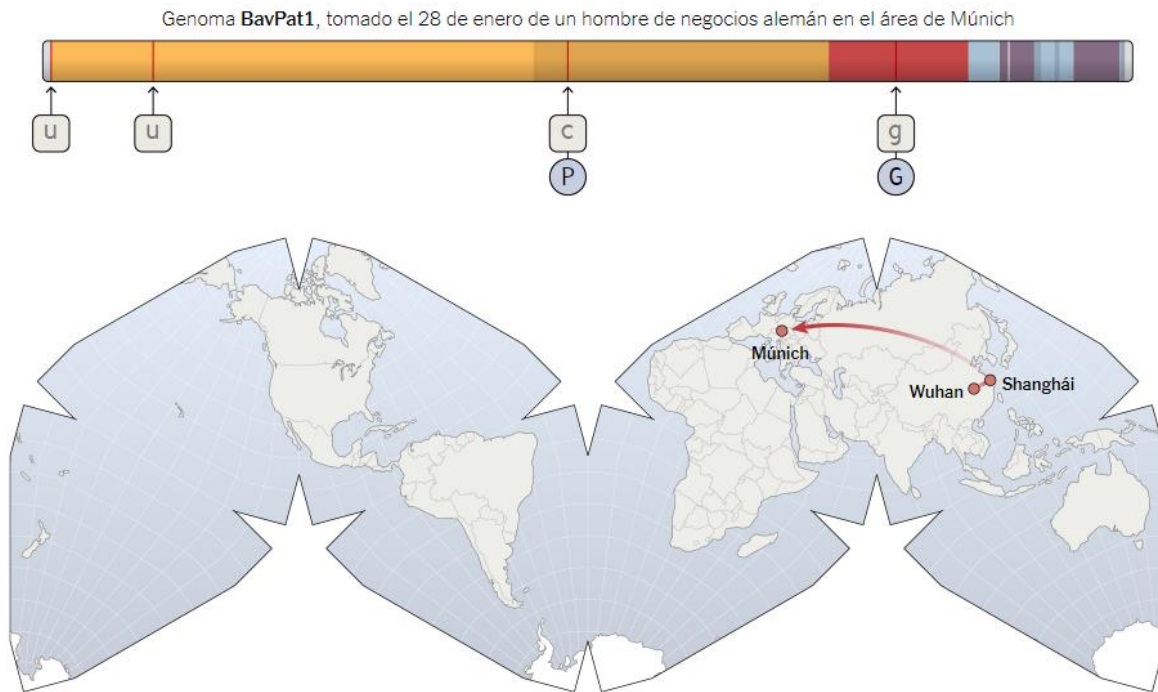 Genoma BavPat1, tomado el 28 de enero de un hombre de negocios alemán en el área de Múnich
u u c g
P G
Múnich
Wuhan Shanghái